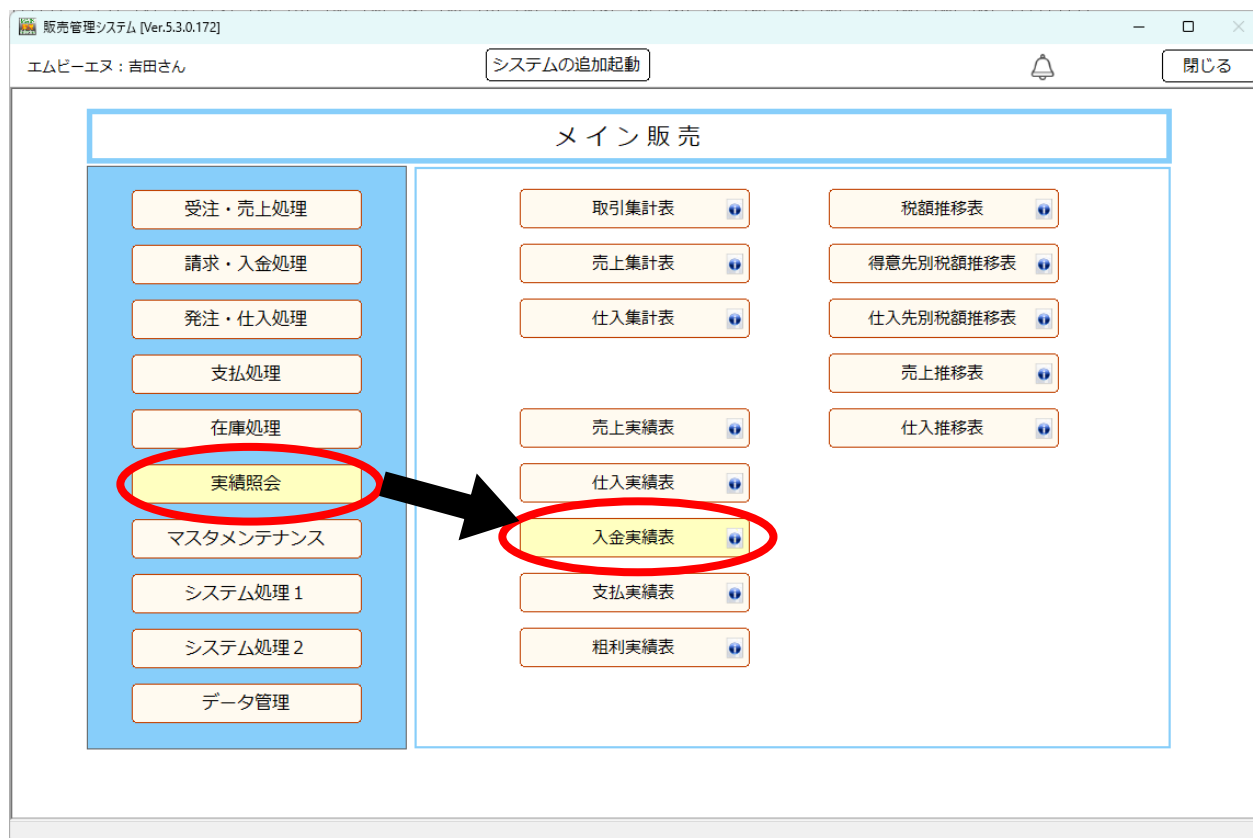 販売管理システム [Ver.5.3.0.172]
エムビーエヌ：吉田さん
システムの追加起動
閉じる
メイン販売
受注・売上処理
請求・入金処理
発注・仕入処理
支払処理
在庫処理
実績照会
マスタメンテナンス
システム処理１
システム処理２
データ管理
取引集計表
売上集計表
仕入集計表
売上実績表
仕入実績表
入金実績表
支払実績表
粗利実績表
税額推移表
得意先別税額推移表
仕入先別税額推移表
売上推移表
仕入推移表